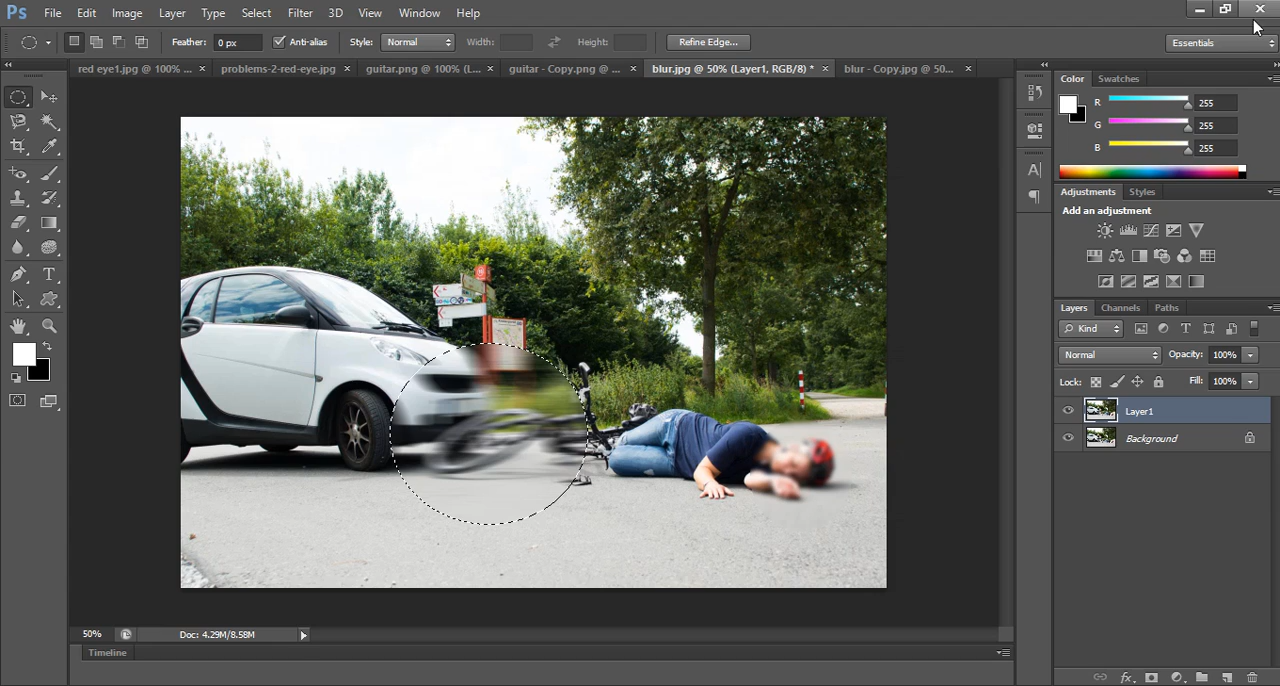 Ps File Edit Image Layer Type Select Filter 3D View Window Help
Feather: 0 px Anti-alias Style: Normal Width: Height: Refine Edge... Essentials
red eye1.jpg @ 100% ... × problems-2-red-eye.jpg × guitar.png @ 100% (L... × guitar - Copy.png @ ... × blur.jpg @ 50% (Layer1, RGB/8) * × blur - Copy.jpg @ 50... ×
Color Swatches
R 255
G 255
B 255
Adjustments Styles
Add an adjustment
Layers Channels Paths
Kind
Normal Opacity: 100%
Lock: Fill: 100%
Layer1
Background
50% Doc: 4.29M/8.58M
Timeline